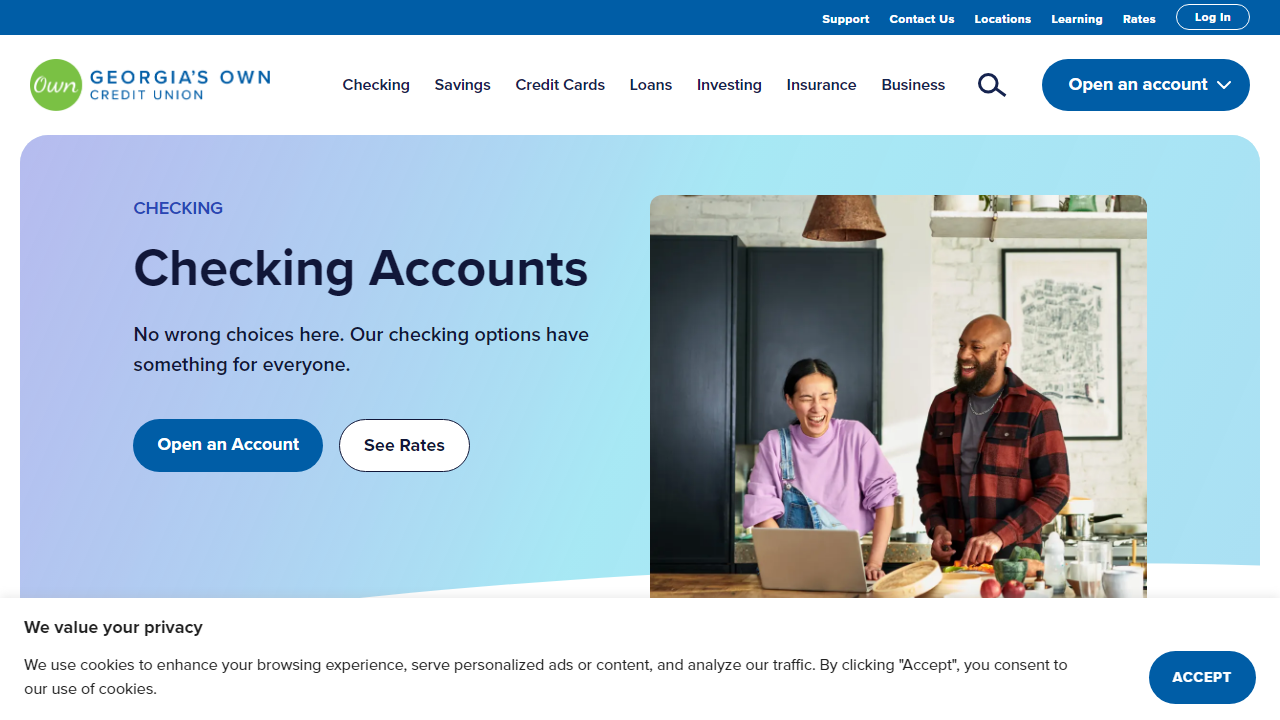 Support Contact Us Locations Learning Rates Log In
Own GEORGIA'S OWN
CREDIT UNION
Checking Savings Credit Cards Loans Investing Insurance Business Open an account
CHECKING
Checking Accounts
No wrong choices here. Our checking options have
something for everyone.
Open an Account See Rates
We value your privacy
We use cookies to enhance your browsing experience, serve personalized ads or content, and analyze our traffic. By clicking "Accept", you consent to
our use of cookies.
ACCEPT